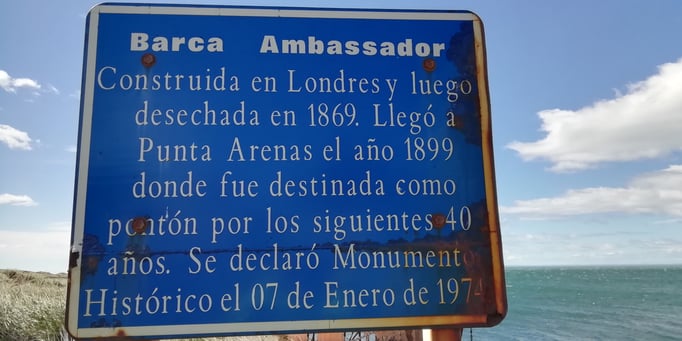 Barca Ambassador
Construida en Londres y luego
desechada en 1869. Llegó a
Punta Arenas el año 1899
donde fue destinada como
pontón por los siguientes 40
años. Se declaró Monumento
Histórico el 07 de Enero de 1974